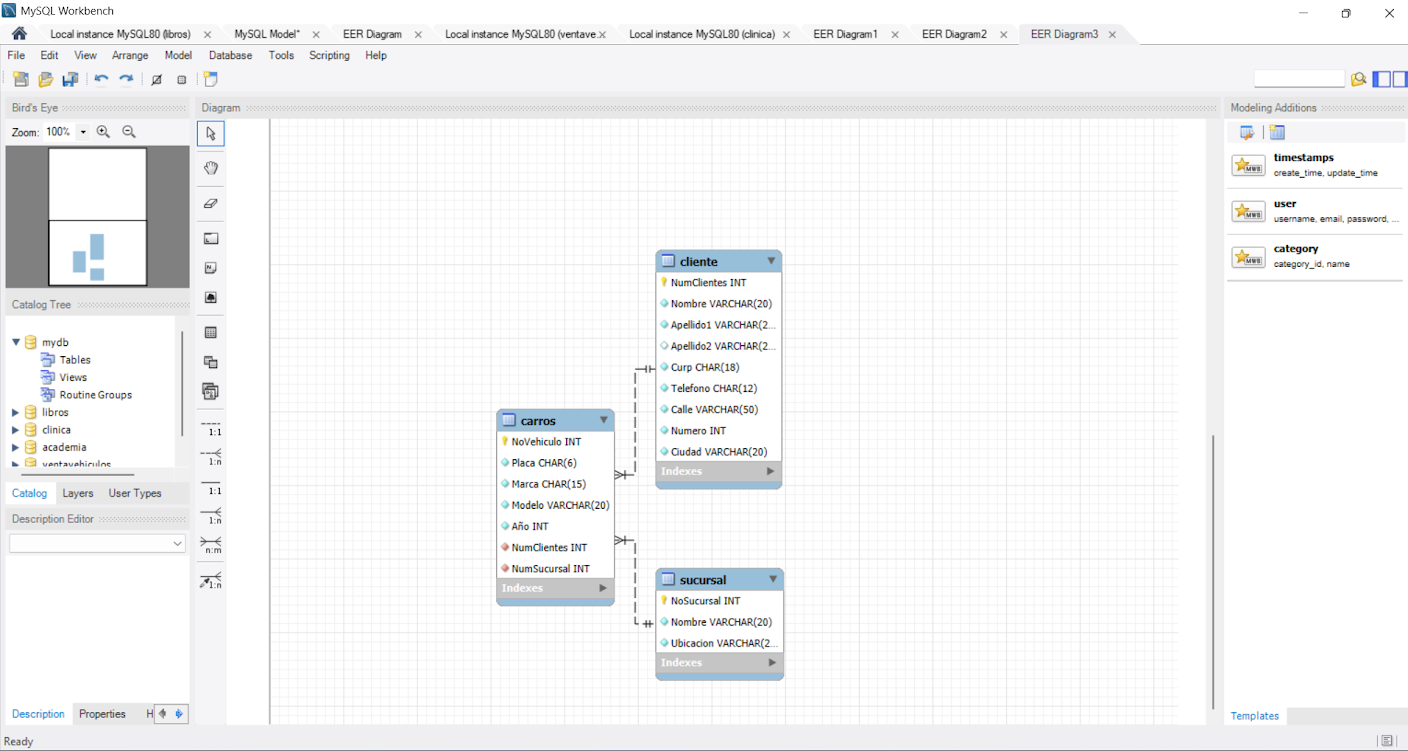 MySQL Workbench
Local instance MySQL80 (libros) MySQL Model* EER Diagram Local instance MySQL80 (ventave. Local instance MySQL80 (clinica) EER Diagram1 EER Diagram2 EER Diagram3
File Edit View Arrange Model Database Tools Scripting Help
Bird's Eye
Zoom: 100%
Catalog Tree
mydb
Tables
Views
Routine Groups
libros
clinica
academia
ventavehiculos
Catalog Layers User Types
Description Editor
Description Properties H
Ready
Diagram
1:1
1:n
1:1
1:n
n:m
1:n
cliente
NumClientes INT
Nombre VARCHAR(20)
Apellido1 VARCHAR(2...
Apellido2 VARCHAR(2...
Curp CHAR(18)
Telefono CHAR(12)
Calle VARCHAR(50)
Numero INT
Ciudad VARCHAR(20)
Indexes
carros
NoVehiculo INT
Placa CHAR(6)
Marca CHAR(15)
Modelo VARCHAR(20)
Año INT
NumClientes INT
NumSucursal INT
Indexes
sucursal
NoSucursal INT
Nombre VARCHAR(20)
Ubicacion VARCHAR(2...
Indexes
Modeling Additions
timestamps
create_time, update_time
user
username, email, password, ...
category
category_id, name
MWB
MWB
MWB
Templates